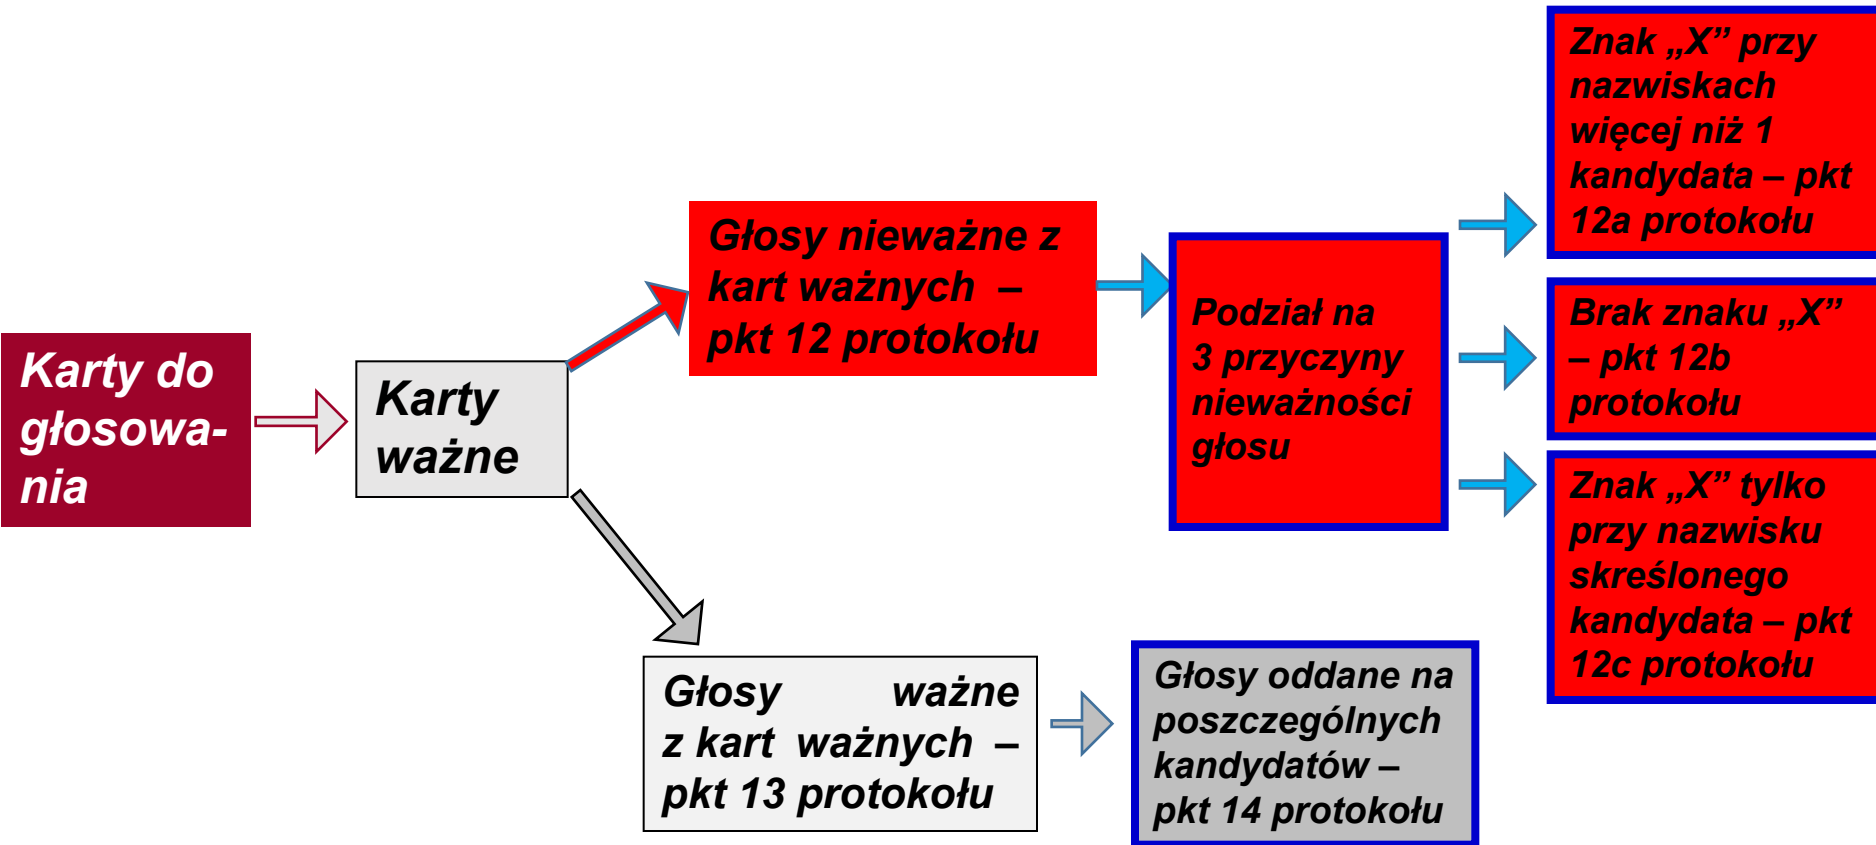 Karty do
głosowa-
nia
Karty
ważne
Głosy nieważne z
kart ważnych –
pkt 12 protokołu
Podział na
3 przyczyny
nieważności
głosu
Znak „X” przy
nazwiskach
więcej niż 1
kandydata – pkt
12a protokołu
Brak znaku „X”
– pkt 12b
protokołu
Znak „X” tylko
przy nazwisku
skreślonego
kandydata – pkt
12c protokołu
Głosy ważne
z kart ważnych –
pkt 13 protokołu
Głosy oddane na
poszczególnych
kandydatów –
pkt 14 protokołu